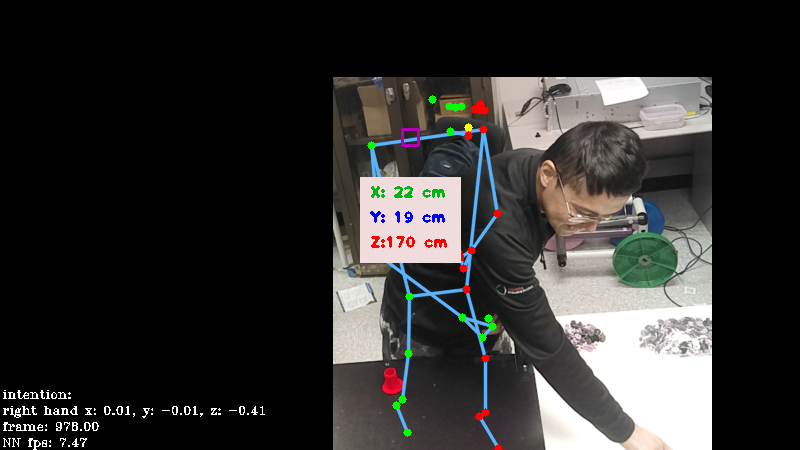 X: 22 cm
Y: 19 cm
Z:170 cm
intention:
right hand x: 0.01, y: -0.01, z: -0.41
frame: 978.00
NN fps: 7.47